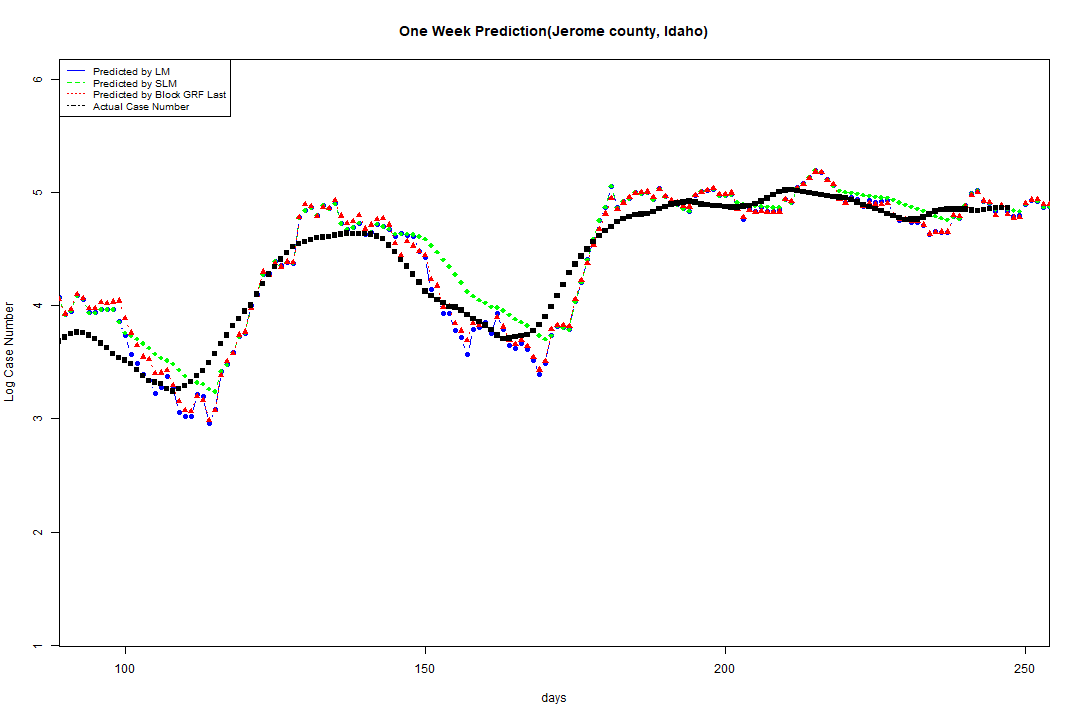 One Week Prediction(Jerome county, Idaho)
Predicted by LM
Predicted by SLM
Predicted by Block GRF Last
Actual Case Number
Log Case Number
6
5
4
3
2
1
100 150 200 250
days